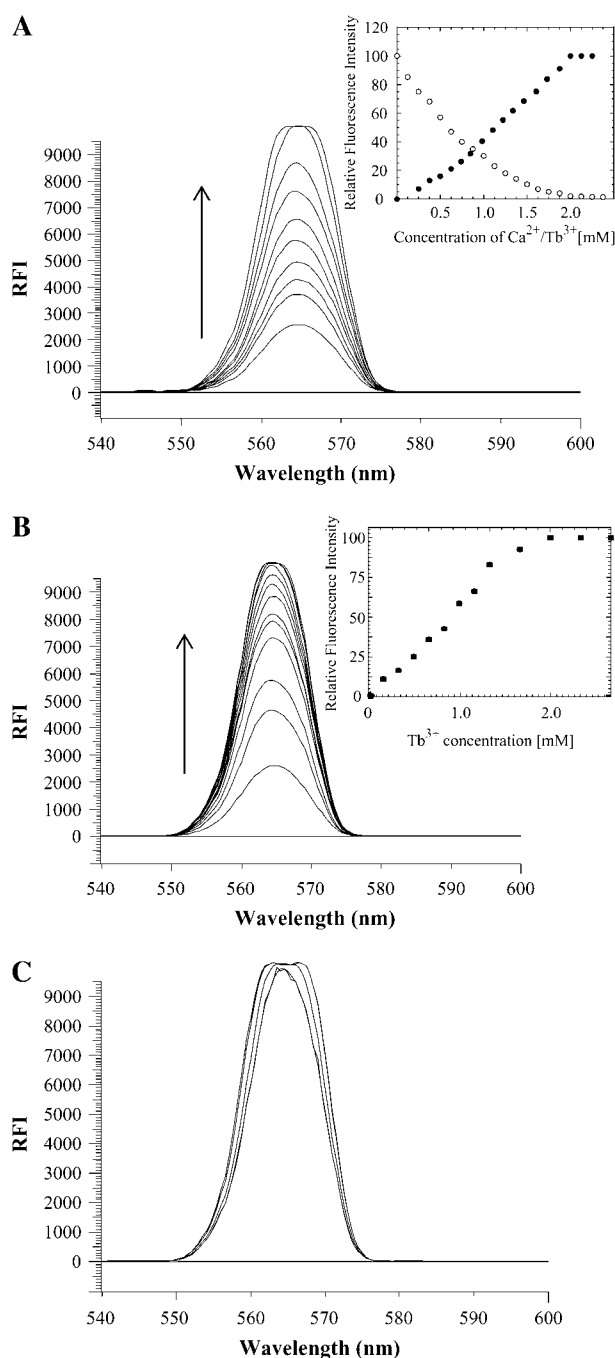 A
RFI
9000
8000
7000
6000
5000
4000
3000
2000
1000
0
540 550 560 570 580 590 600
Wavelength (nm)
Relative Fluorescence Intensity
120
100
80
60
40
20
0
0.5 1.0 1.5 2.0
Concentration of Ca²⁺/Tb³⁺[mM]
B
RFI
9000
8000
7000
6000
5000
4000
3000
2000
1000
0
540 550 560 570 580 590 600
Wavelength (nm)
Relative Fluorescence Intensity
100
75
50
25
0
0 1.0 2.0
Tb³⁺ concentration [mM]
C
RFI
9000
8000
7000
6000
5000
4000
3000
2000
1000
0
540 550 560 570 580 590 600
Wavelength (nm)